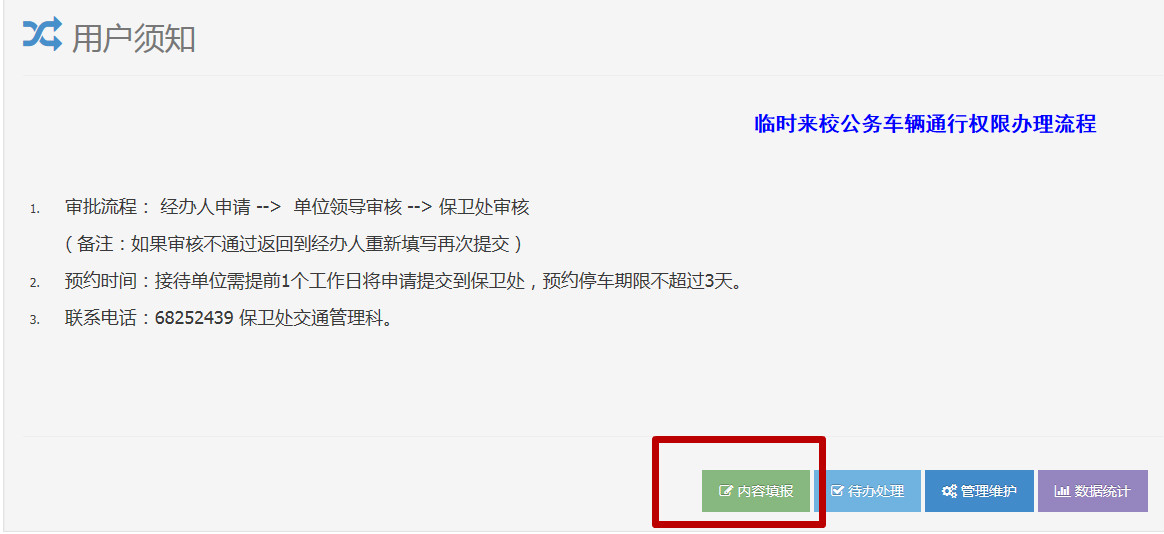 用户须知
临时来校公务车辆通行权限办理流程
1. 审批流程： 经办人申请 --> 单位领导审核 --> 保卫处审核
( 备注：如果审核不通过返回到经办人重新填写再次提交 )
2. 预约时间：接待单位需提前1个工作日将申请提交到保卫处，预约停车期限不超过3天。
3. 联系电话：68252439 保卫处交通管理科。
内容填报 待办处理 管理维护 数据统计